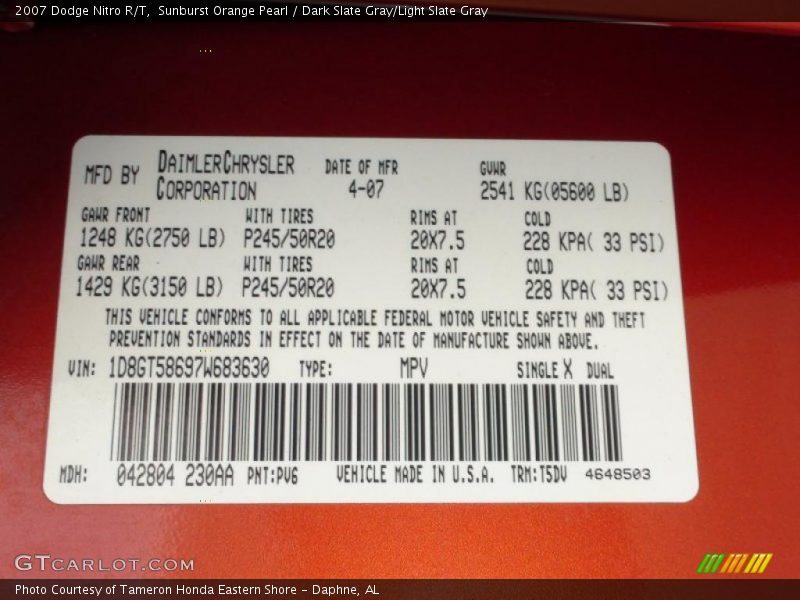 2007 Dodge Nitro R/T, Sunburst Orange Pearl / Dark Slate Gray/Light Slate Gray
MFD BY DAIMLERCHRYSLER CORPORATION DATE OF MFR 4-07 GVWR 2541 KG(05600 LB)
GAWR FRONT WITH TIRES RIMS AT COLD
1248 KG(2750 LB) P245/50R20 20X7.5 228 KPA( 33 PSI)
GAWR REAR WITH TIRES RIMS AT COLD
1429 KG(3150 LB) P245/50R20 20X7.5 228 KPA( 33 PSI)
THIS VEHICLE CONFORMS TO ALL APPLICABLE FEDERAL MOTOR VEHICLE SAFETY AND THEFT
PREVENTION STANDARDS IN EFFECT ON THE DATE OF MANUFACTURE SHOWN ABOVE.
VIN: 1D8GT58697W683630 TYPE: MPV SINGLE X DUAL
MDH: 042804 230AA PNT:PV6 VEHICLE MADE IN U.S.A. TRM:T5DV 4648503
GTCARLOT.COM
Photo Courtesy of Tameron Honda Eastern Shore - Daphne, AL